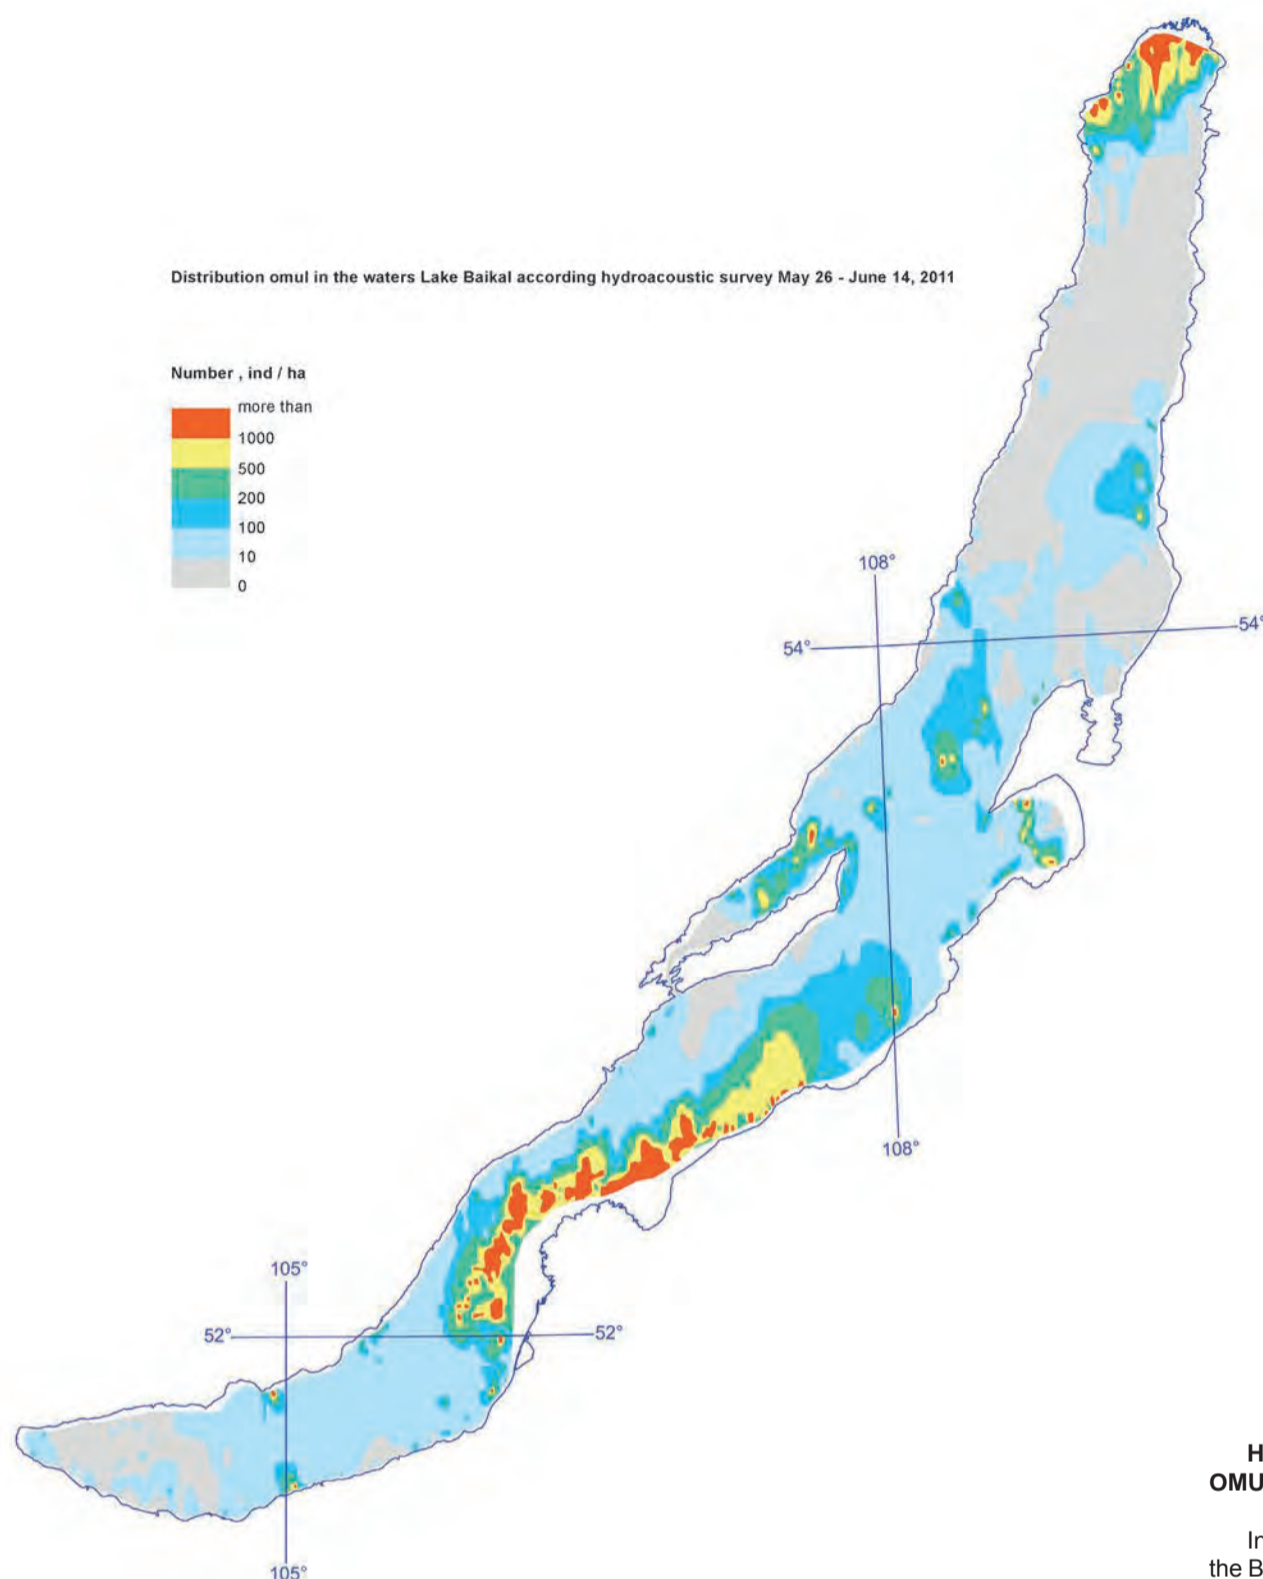 Distribution omul in the waters Lake Baikal according hydroacoustic survey May 26 - June 14, 2011
Number , ind / ha
more than
1000
500
200
100
10
0
108°
54°
54°
108°
105°
52°
52°
105°
H
OMU
In
the B